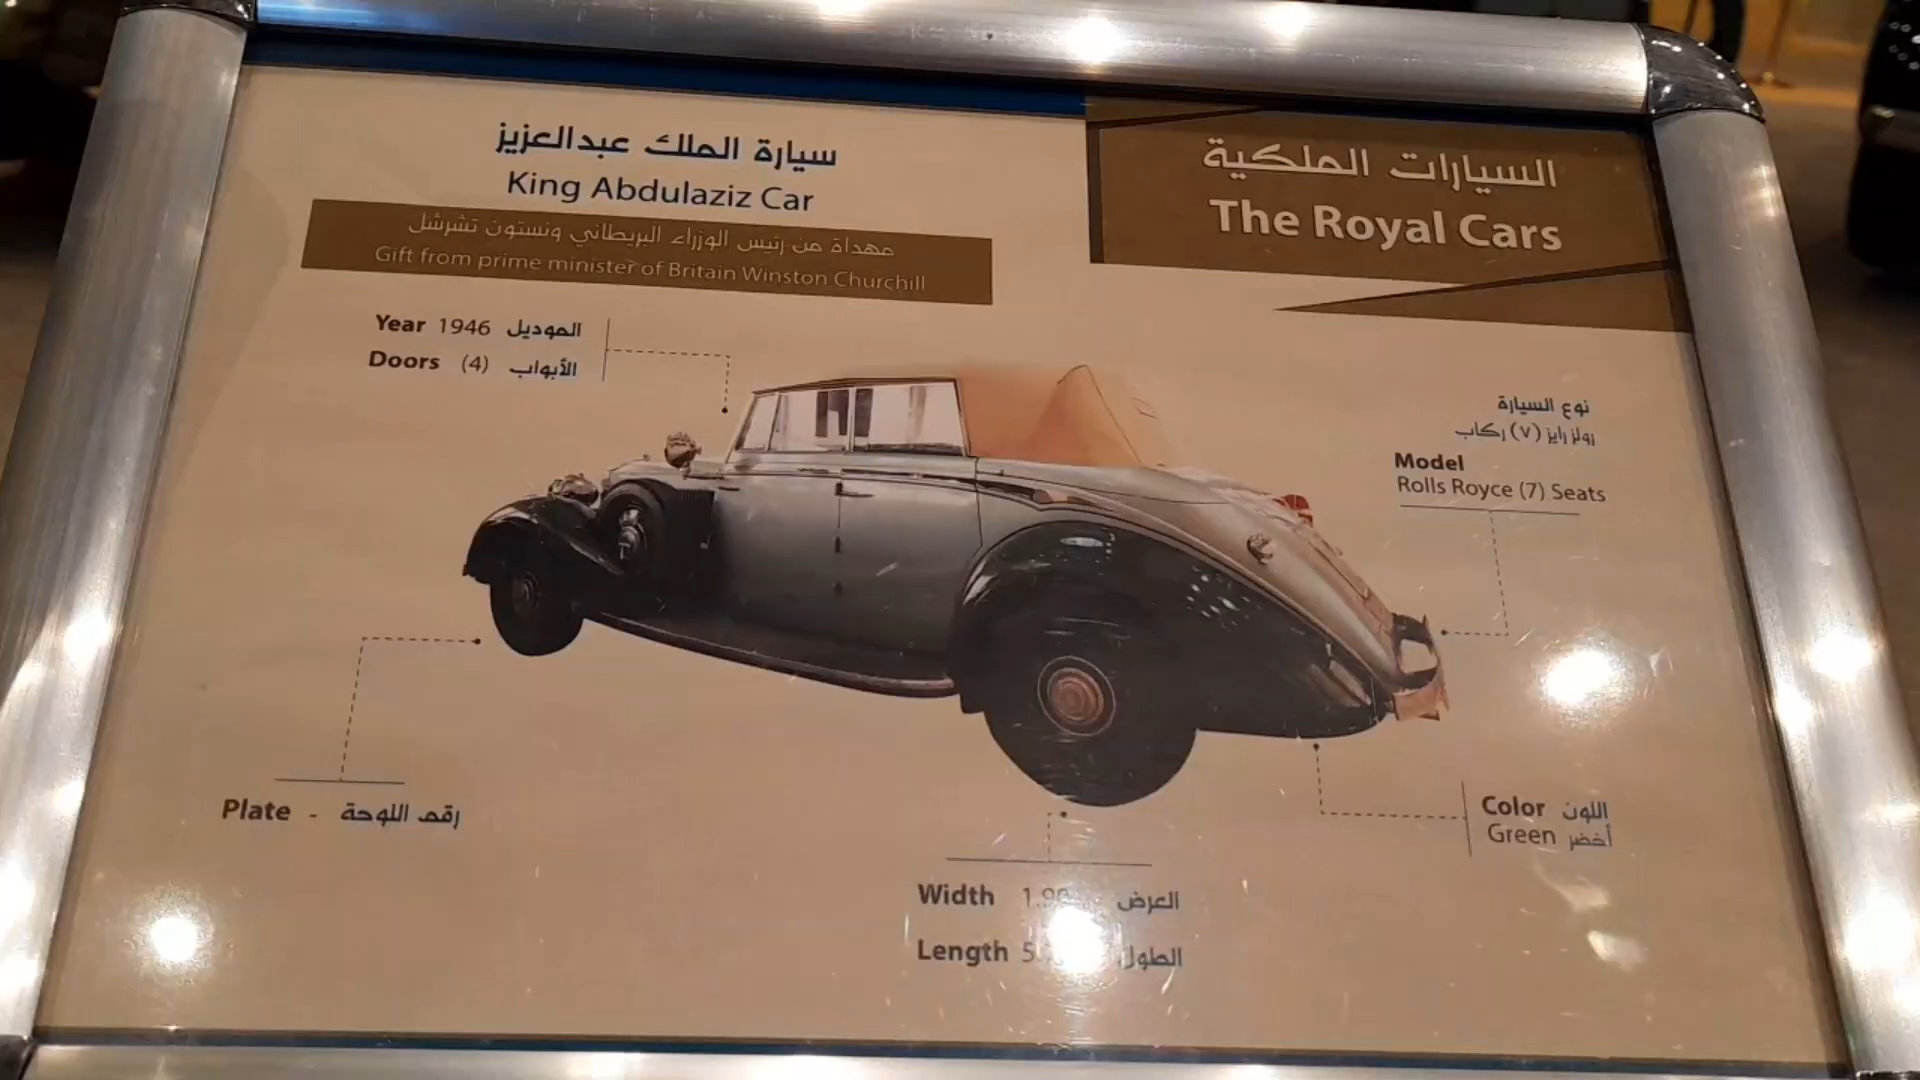 سيارة الملك عبدالعزيز
King Abdulaziz Car
مهداة من رئيس الوزراء البريطاني ونستون تشرشل
Gift from prime minister of Britain Winston Churchill
السيارات الملكية
The Royal Cars
Year 1946 الموديل
Doors (4) الأبواب
نوع السيارة
رولز رايز (٧) ركاب
Model
Rolls Royce (7) Seats
Plate - رقم اللوحة
Color اللون
Green أخضر
Width العرض
Length الطول